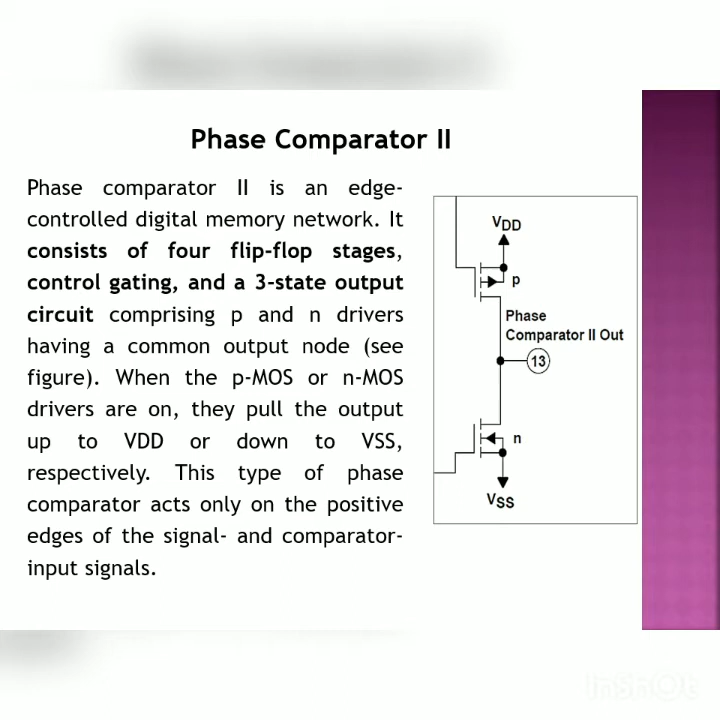 Phase Comparator II
Phase comparator II is an edge-
controlled digital memory network. It
consists of four flip-flop stages,
control gating, and a 3-state output
circuit comprising p and n drivers
having a common output node (see
figure). When the p-MOS or n-MOS
drivers are on, they pull the output
up to VDD or down to VSS,
respectively. This type of phase
comparator acts only on the positive
edges of the signal- and comparator-
input signals.
VDD
p
Phase
Comparator II Out
13
n
VSS